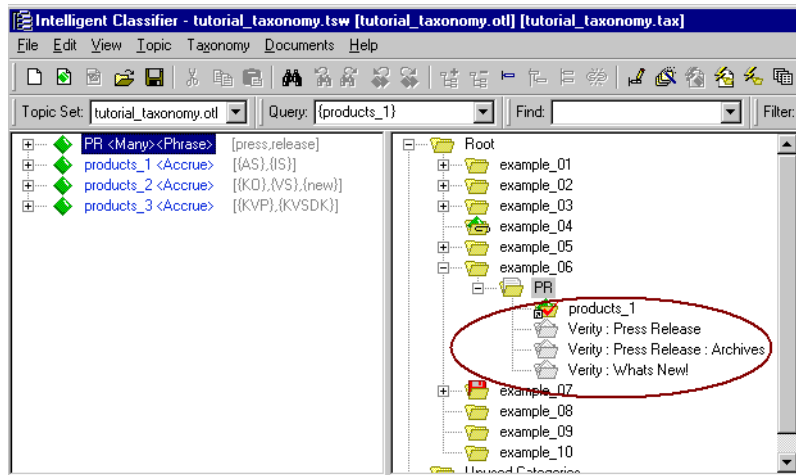 Intelligent Classifier - tutorial_taxonomy.tsw [tutorial_taxonomy.otl] [tutorial_taxonomy.tax]
File Edit View Topic Taxonomy Documents Help
Topic Set: tutorial_taxonomy.otl Query: {products_1} Find: Filter:
PR <Many><Phrase> [press,release]
products_1 <Accrue> [{AS},{IS}]
products_2 <Accrue> [{KO},{VS},{new}]
products_3 <Accrue> [{KVP},{KVSDK}]
Root
example_01
example_02
example_03
example_04
example_05
example_06
PR
products_1
Verity : Press Release
Verity : Press Release : Archives
Verity : Whats New!
example_07
example_08
example_09
example_10
Unused Categories